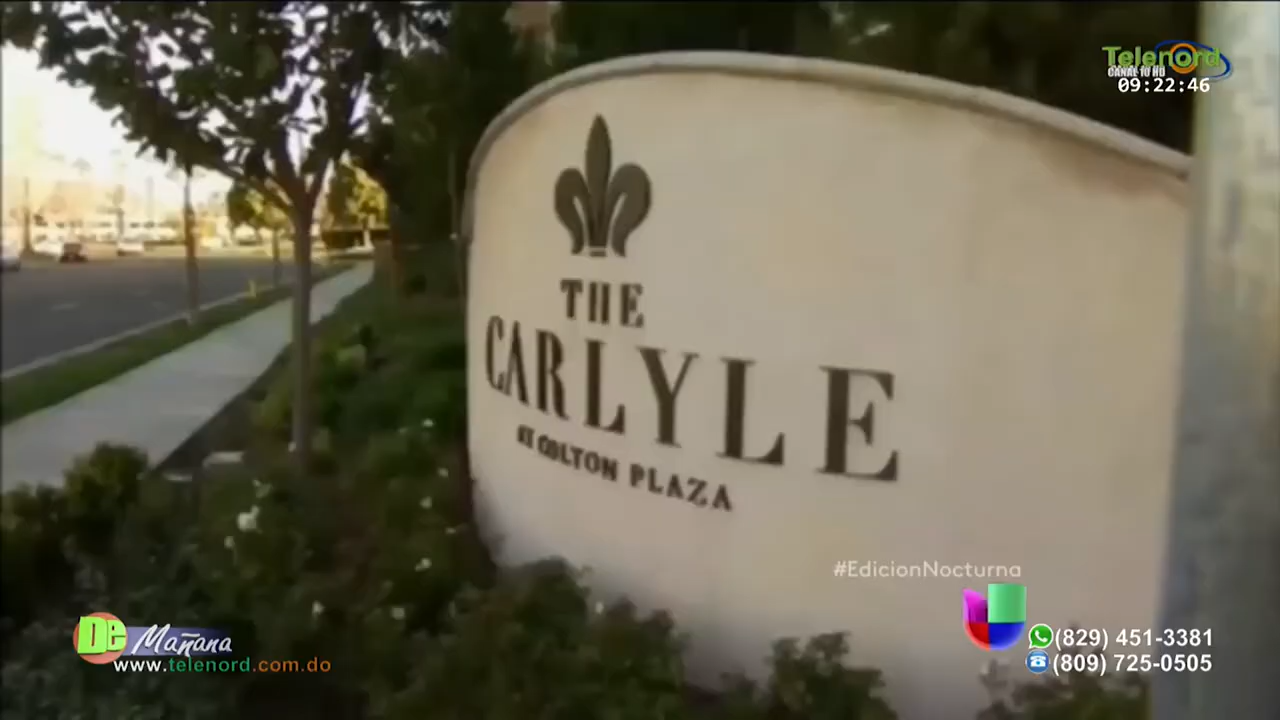 Telenord
CANAL 10 HD
09:22:46
THE
CARLYLE
AT COLTON PLAZA
#EdicionNocturna
De Mañana
www.telenord.com.do
(829) 451-3381
(809) 725-0505